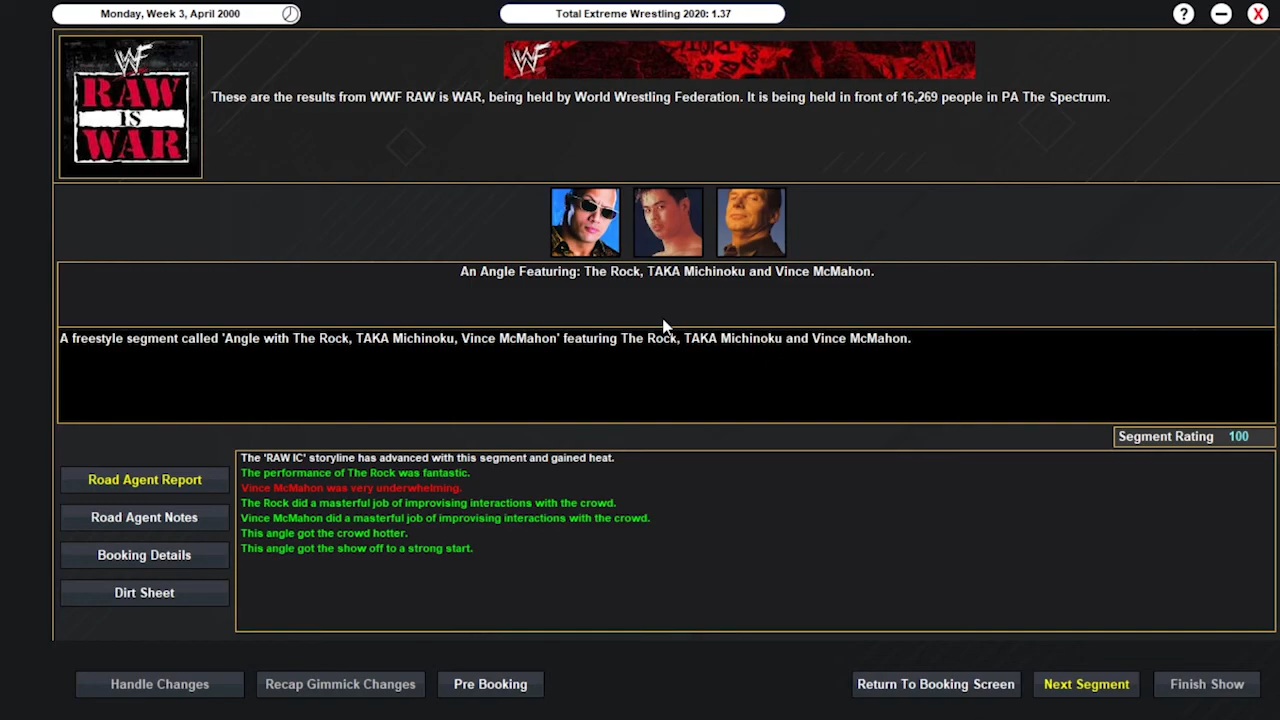 Monday, Week 3, April 2000
Total Extreme Wrestling 2020: 1.37
?
X
WF
RAW
IS
WAR
WF
These are the results from WWF RAW is WAR, being held by World Wrestling Federation. It is being held in front of 16,269 people in PA The Spectrum.
An Angle Featuring: The Rock, TAKA Michinoku and Vince McMahon.
A freestyle segment called 'Angle with The Rock, TAKA Michinoku, Vince McMahon' featuring The Rock, TAKA Michinoku and Vince McMahon.
Segment Rating 100
Road Agent Report
Road Agent Notes
Booking Details
Dirt Sheet
The 'RAW IC' storyline has advanced with this segment and gained heat.
The performance of The Rock was fantastic.
Vince McMahon was very underwhelming.
The Rock did a masterful job of improvising interactions with the crowd.
Vince McMahon did a masterful job of improvising interactions with the crowd.
This angle got the crowd hotter.
This angle got the show off to a strong start.
Handle Changes
Recap Gimmick Changes
Pre Booking
Return To Booking Screen
Next Segment
Finish Show